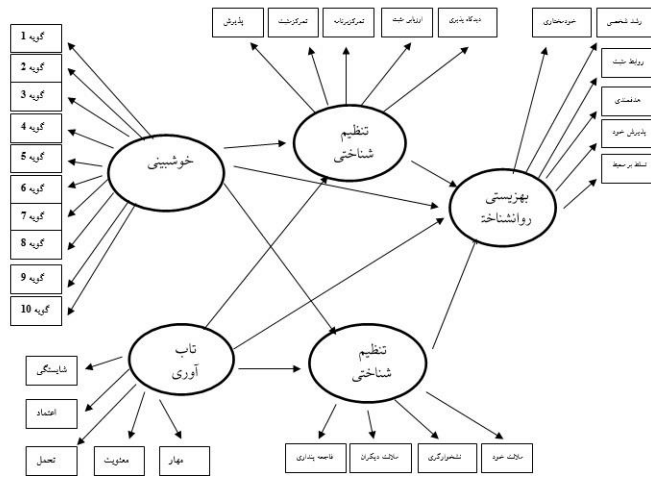 پذیرش
تمرکزمثبت
تمرکزبرنامه
ارزیابی مثبت
دیدگاه پذیری
خودمختاری
رشد شخصی
روابط مثبت
هدفمندی
پذیرش خود
تسلط بر محیط
گویه 1
گویه 2
گویه 3
گویه 4
گویه 5
گویه 6
گویه 7
گویه 8
گویه 9
گویه 10
خوشبینی
تنظیم
شناختی
بهزیستی
روانشناخت
تاب
آوری
تنظیم
شناختی
شایستگی
اعتماد
تحمل
معنویت
مهار
فاجعه پنداری
ملالت دیگران
نشخوارگری
ملالت خود